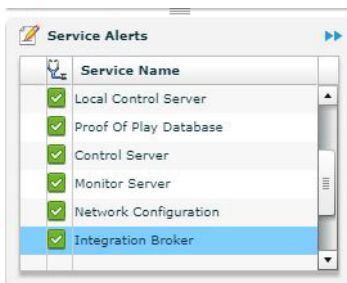 Service Alerts
Service Name
Local Control Server
Proof Of Play Database
Control Server
Monitor Server
Network Configuration
Integration Broker